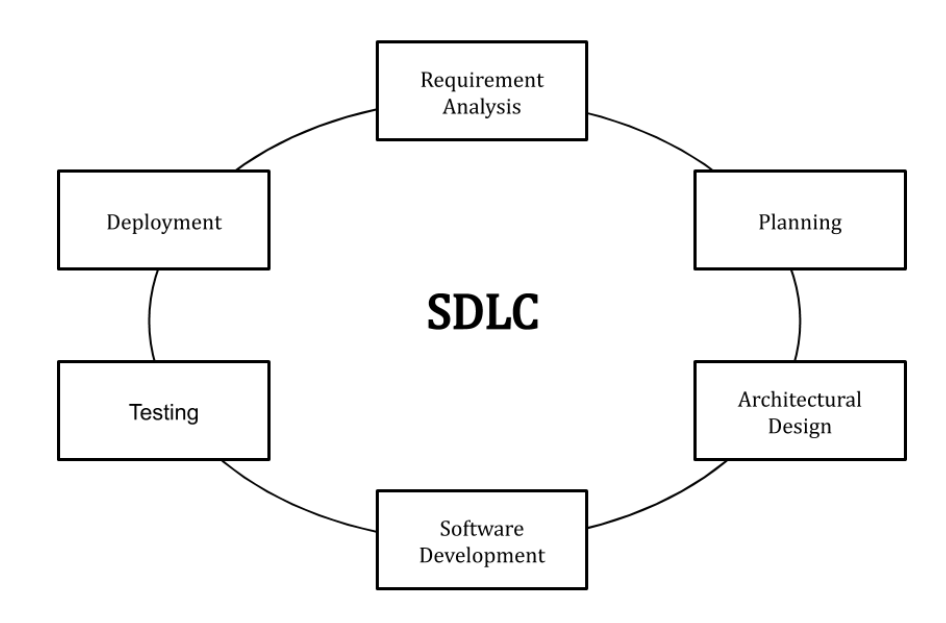 Requirement
Analysis
Deployment
Planning
SDLC
Testing
Architectural
Design
Software
Development